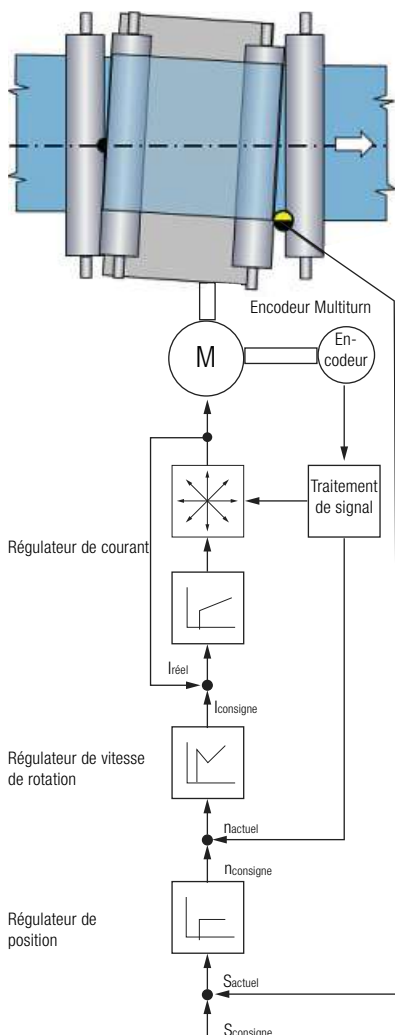 Encodeur Multiturn
M
En-
codeur
Traitement
de signal
Régulateur de courant
Iréel
Iconsigne
Régulateur de vitesse
de rotation
nactuel
nconsigne
Régulateur de
position
Sactuel
Sconsigne